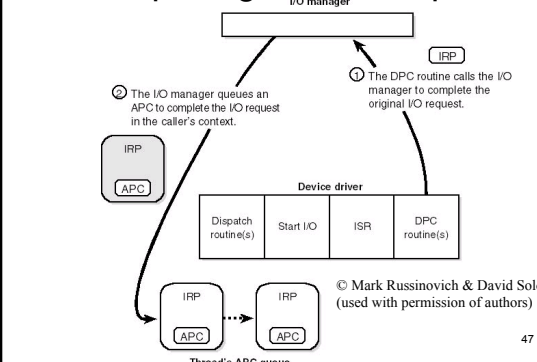 I/O manager
IRP
① The DPC routine calls the I/O
manager to complete the
original I/O request.
② The I/O manager queues an
APC to complete the I/O request
in the caller's context.
IRP
APC
Device driver
Dispatch
routine(s)
Start I/O
ISR
DPC
routine(s)
© Mark Russinovich & David Solo
(used with permission of authors)
IRP
APC
IRP
APC
47
Thread's APC queue